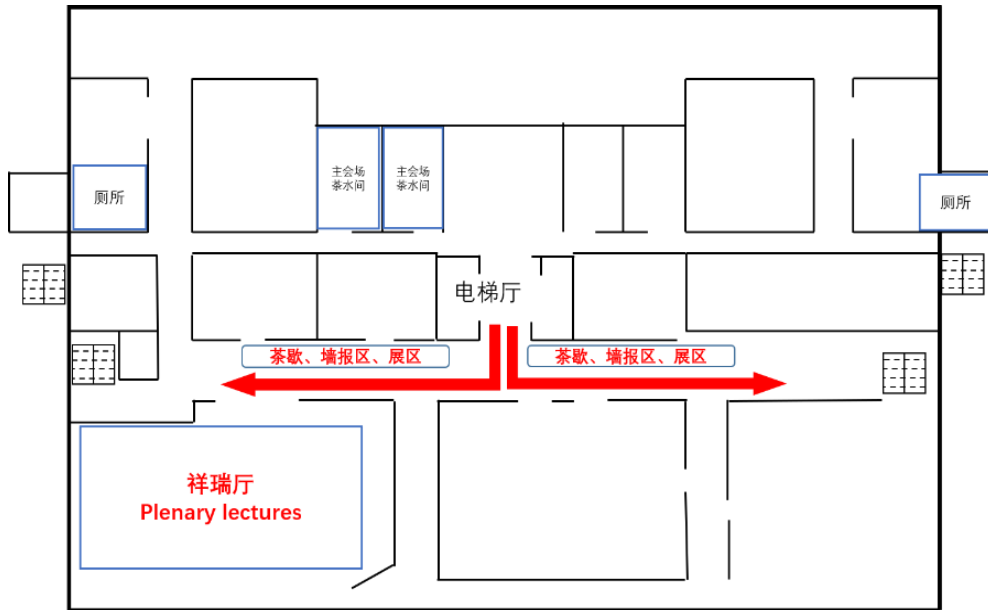 主会场
茶水间
主会场
茶水间
厕所
厕所
电梯厅
茶歇、墙报区、展区
茶歇、墙报区、展区
祥瑞厅
Plenary lectures